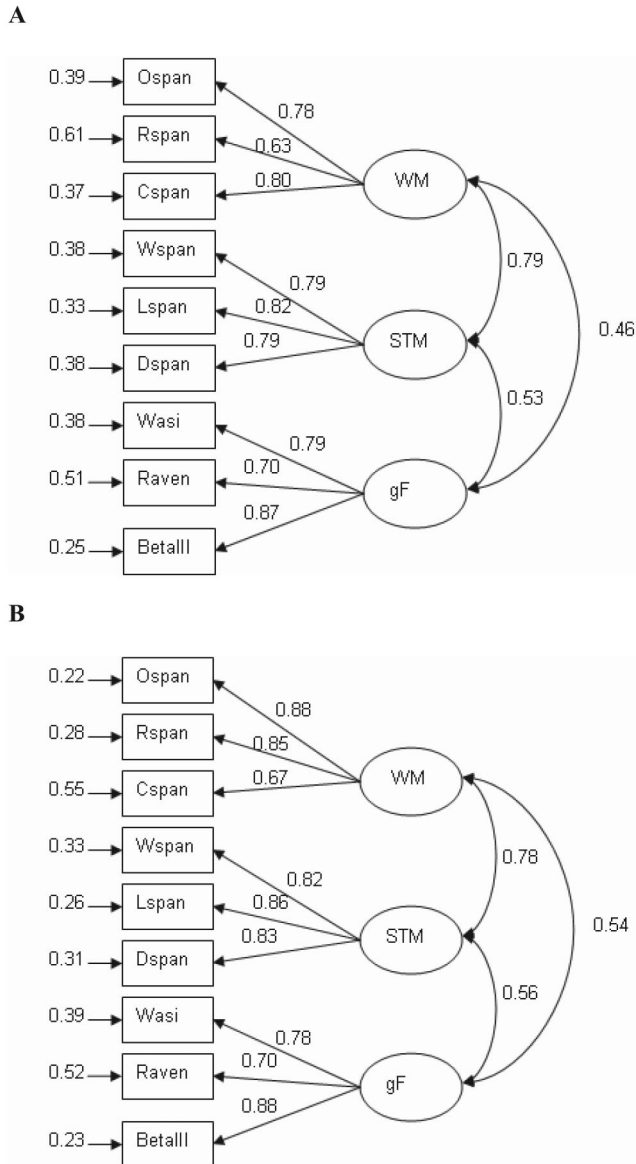 A
0.39 Ospan
0.78
0.61 Rspan
0.63
WM
0.37 Cspan
0.80
0.38 Wspan
0.79
0.79
0.33 Lspan
0.82
STM
0.46
0.38 Dspan
0.79
0.53
0.38 Wasi
0.79
0.51 Raven
0.70
gF
0.87
0.25 BetaIII
B
0.22 Ospan
0.88
0.28 Rspan
0.85
WM
0.55 Cspan
0.67
0.33 Wspan
0.78
0.82
0.26 Lspan
0.86
STM
0.54
0.31 Dspan
0.83
0.56
0.39 Wasi
0.78
0.52 Raven
0.70
gF
0.88
0.23 BetaIII